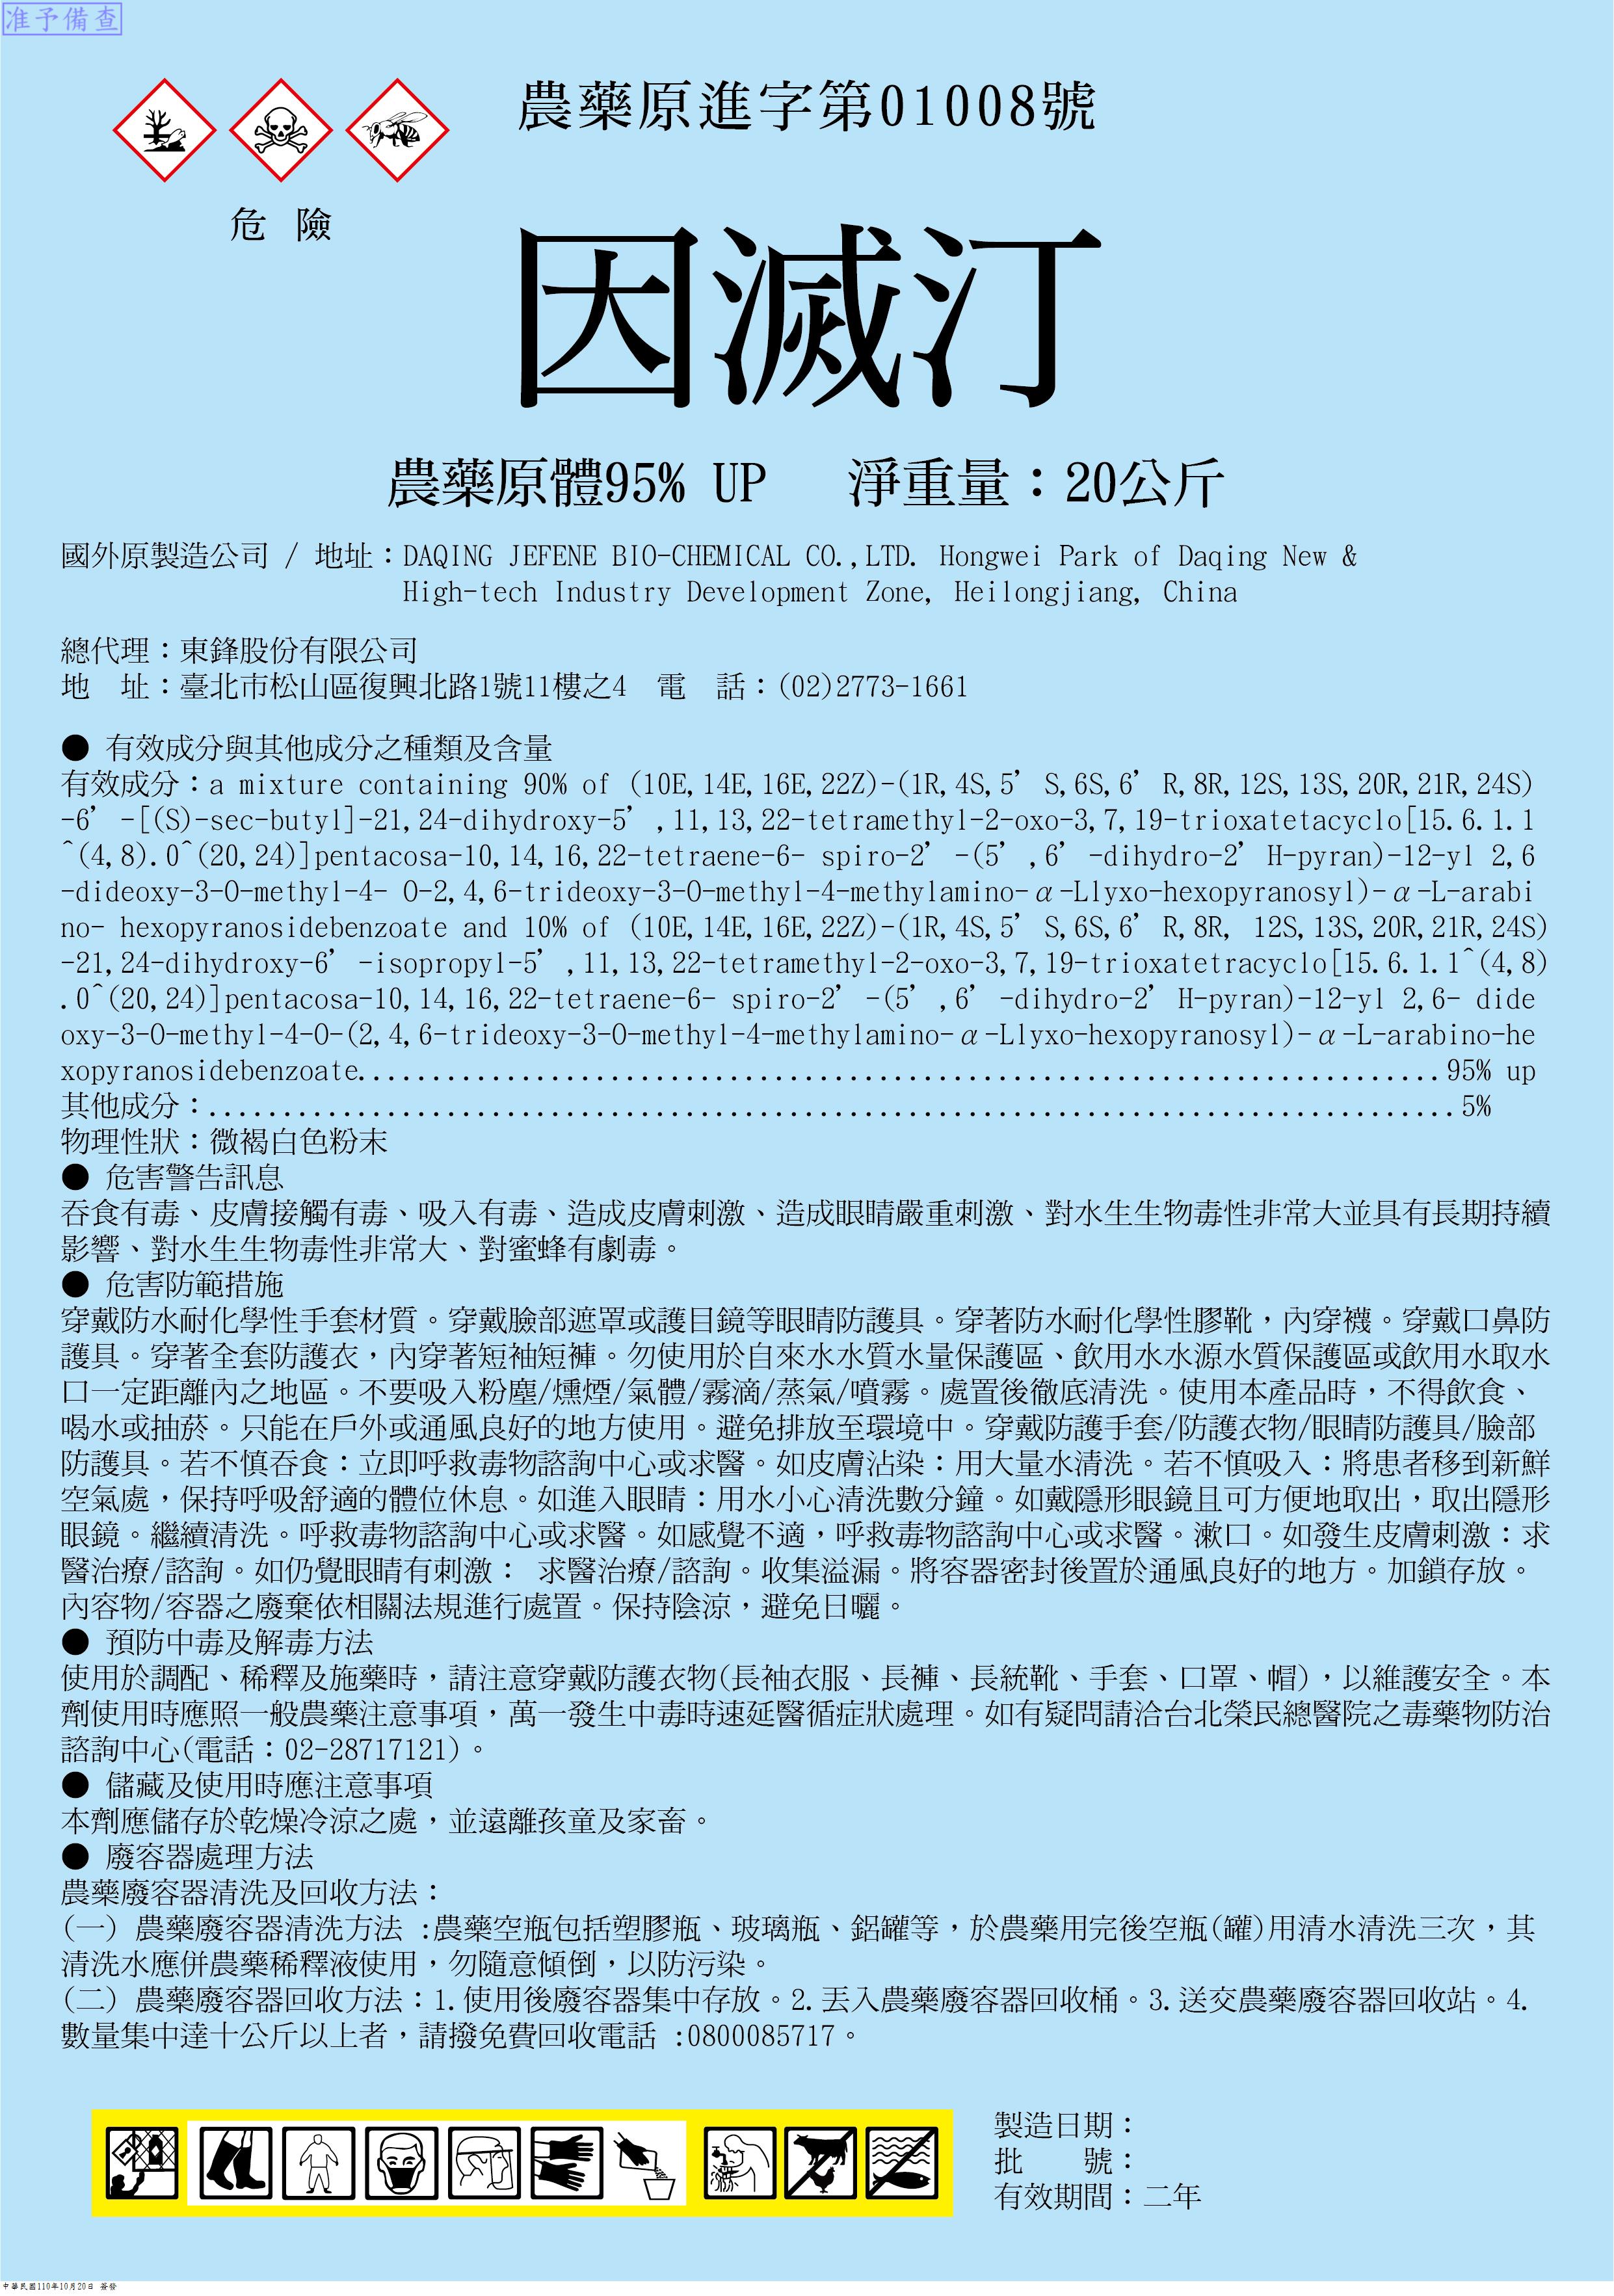 准予備查
農藥原進字第01008號
危 險
因滅汀
農藥原體95% UP 淨重量：20公斤
國外原製造公司 / 地址：DAQING JEFENE BIO-CHEMICAL CO.,LTD. Hongwei Park of Daqing New &
High-tech Industry Development Zone, Heilongjiang, China
總代理：東鋒股份有限公司
地　址：臺北市松山區復興北路1號11樓之4　電　話：(02)2773-1661
● 有效成分與其他成分之種類及含量
有效成分：a mixture containing 90% of (10E,14E,16E,22Z)-(1R,4S,5’ S,6S,6’ R,8R,12S,13S,20R,21R,24S)
-6’ -[(S)-sec-butyl]-21,24-dihydroxy-5’ ,11,13,22-tetramethyl-2-oxo-3,7,19-trioxatetacyclo[15.6.1.1
^(4,8).0^(20,24)]pentacosa-10,14,16,22-tetraene-6- spiro-2’ -(5’ ,6’ -dihydro-2’ H-pyran)-12-yl 2,6
-dideoxy-3-O-methyl-4- O-2,4,6-trideoxy-3-O-methyl-4-methylamino-α-Llyxo-hexopyranosyl)-α-L-arabi
no- hexopyranosidebenzoate and 10% of (10E,14E,16E,22Z)-(1R,4S,5’ S,6S,6’ R,8R, 12S,13S,20R,21R,24S)
-21,24-dihydroxy-6’ -isopropyl-5’ ,11,13,22-tetramethyl-2-oxo-3,7,19-trioxatetracyclo[15.6.1.1^(4,8)
.0^(20,24)]pentacosa-10,14,16,22-tetraene-6- spiro-2’ -(5’ ,6’ -dihydro-2’ H-pyran)-12-yl 2,6- dide
oxy-3-O-methyl-4-O-(2,4,6-trideoxy-3-O-methyl-4-methylamino-α-Llyxo-hexopyranosyl)-α-L-arabino-he
xopyranosidebenzoate.........................................................................95% up
其他成分：....................................................................................5%
物理性狀：微褐白色粉末
● 危害警告訊息
吞食有毒、皮膚接觸有毒、吸入有毒、造成皮膚刺激、造成眼睛嚴重刺激、對水生生物毒性非常大並具有長期持續
影響、對水生生物毒性非常大、對蜜蜂有劇毒。
● 危害防範措施
穿戴防水耐化學性手套材質。穿戴臉部遮罩或護目鏡等眼睛防護具。穿著防水耐化學性膠靴，內穿襪。穿戴口鼻防
護具。穿著全套防護衣，內穿著短袖短褲。勿使用於自來水水質水量保護區、飲用水水源水質保護區或飲用水取水
口一定距離內之地區。不要吸入粉塵/燻煙/氣體/霧滴/蒸氣/噴霧。處置後徹底清洗。使用本產品時，不得飲食、
喝水或抽菸。只能在戶外或通風良好的地方使用。避免排放至環境中。穿戴防護手套/防護衣物/眼睛防護具/臉部
防護具。若不慎吞食：立即呼救毒物諮詢中心或求醫。如皮膚沾染：用大量水清洗。若不慎吸入：將患者移到新鮮
空氣處，保持呼吸舒適的體位休息。如進入眼睛：用水小心清洗數分鐘。如戴隱形眼鏡且可方便地取出，取出隱形
眼鏡。繼續清洗。呼救毒物諮詢中心或求醫。如感覺不適，呼救毒物諮詢中心或求醫。漱口。如發生皮膚刺激：求
醫治療/諮詢。如仍覺眼睛有刺激： 求醫治療/諮詢。收集溢漏。將容器密封後置於通風良好的地方。加鎖存放。
內容物/容器之廢棄依相關法規進行處置。保持陰涼，避免日曬。
● 預防中毒及解毒方法
使用於調配、稀釋及施藥時，請注意穿戴防護衣物(長袖衣服、長褲、長統靴、手套、口罩、帽)，以維護安全。本
劑使用時應照一般農藥注意事項，萬一發生中毒時速延醫循症狀處理。如有疑問請洽台北榮民總醫院之毒藥物防治
諮詢中心(電話：02-28717121)。
● 儲藏及使用時應注意事項
本劑應儲存於乾燥冷涼之處，並遠離孩童及家畜。
● 廢容器處理方法
農藥廢容器清洗及回收方法：
(一) 農藥廢容器清洗方法 :農藥空瓶包括塑膠瓶、玻璃瓶、鋁罐等，於農藥用完後空瓶(罐)用清水清洗三次，其
清洗水應併農藥稀釋液使用，勿隨意傾倒，以防污染。
(二) 農藥廢容器回收方法：1.使用後廢容器集中存放。2.丟入農藥廢容器回收桶。3.送交農藥廢容器回收站。4.
數量集中達十公斤以上者，請撥免費回收電話 :0800085717。
製造日期：
批　　號：
有效期間：二年
中華民國110年10月20日 簽發